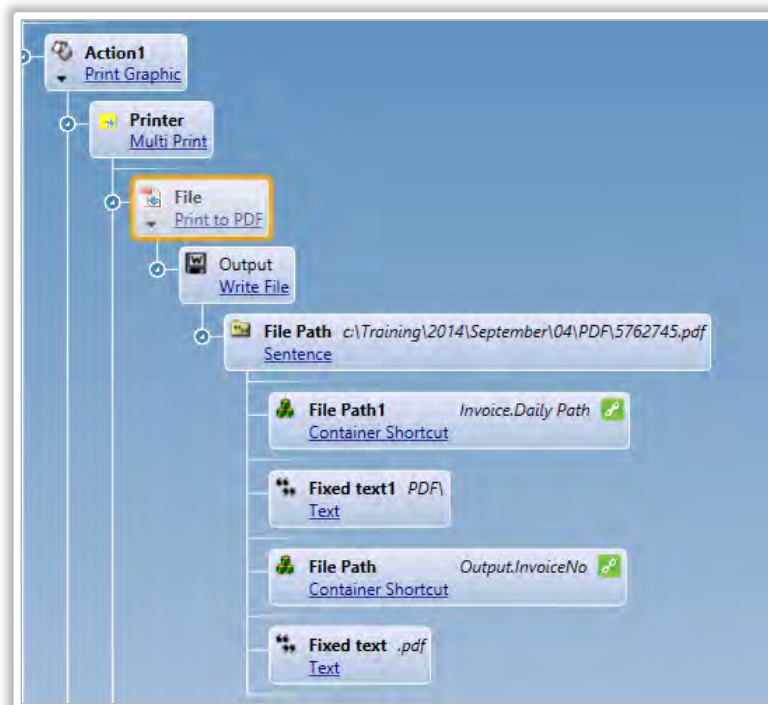 Action1
Print Graphic
Printer
Multi Print
File
Print to PDF
Output
Write File
File Path c:\Training\2014\September\04\PDF\5762745.pdf
Sentence
File Path1 Invoice.Daily Path
Container Shortcut
Fixed text1 PDF\
Text
File Path Output.InvoiceNo
Container Shortcut
Fixed text .pdf
Text